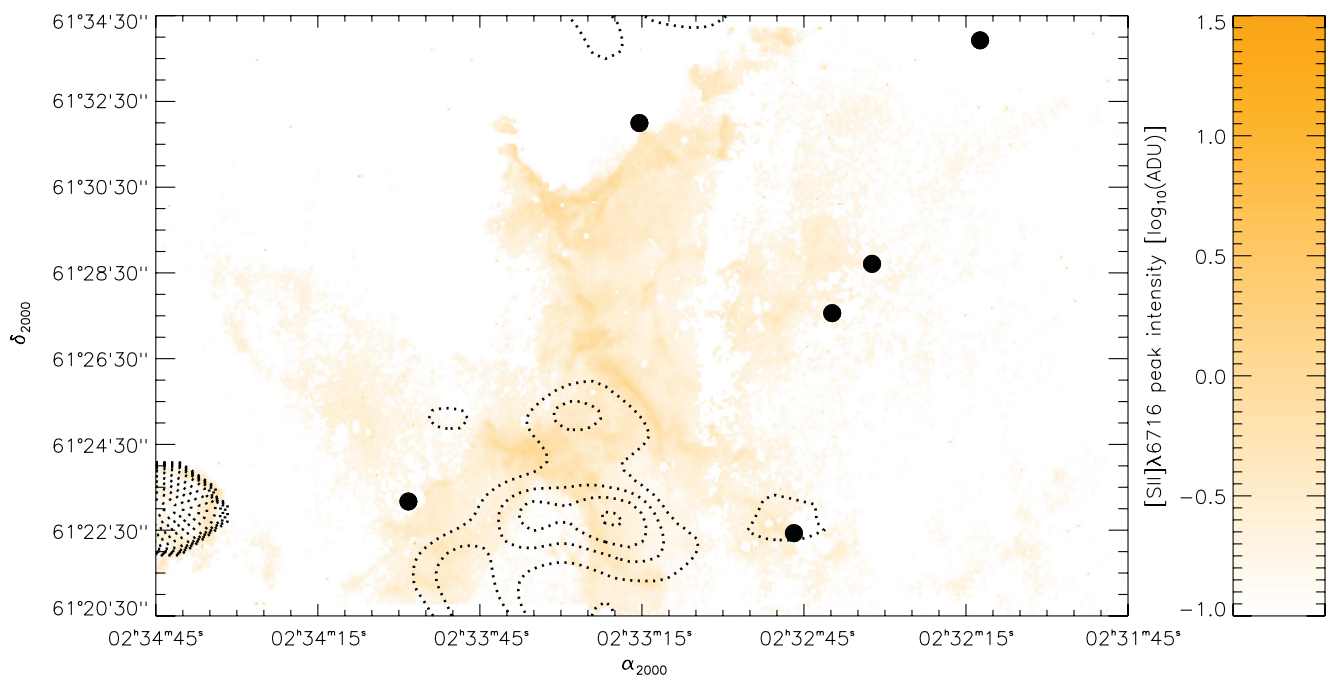 61°34'30''
61°32'30''
61°30'30''
61°28'30''
61°26'30''
61°24'30''
61°22'30''
61°20'30''
δ2000
02ʰ34ᵐ45ˢ
02ʰ34ᵐ15ˢ
02ʰ33ᵐ45ˢ
02ʰ33ᵐ15ˢ
02ʰ32ᵐ45ˢ
02ʰ32ᵐ15ˢ
02ʰ31ᵐ45ˢ
α2000
[SII]λ6716 peak intensity [log10(ADU)]
1.5
1.0
0.5
0.0
−0.5
−1.0